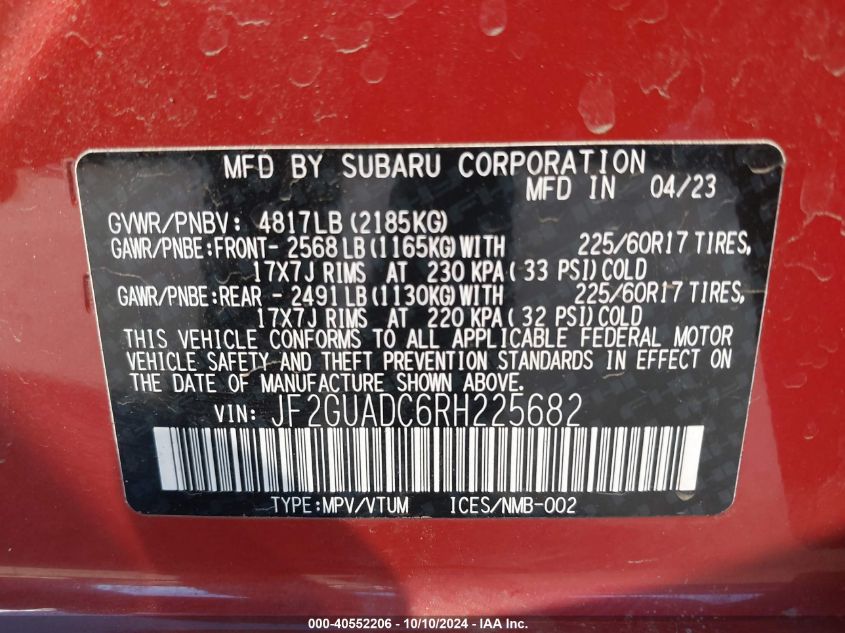 MFD BY SUBARU CORPORATION
MFD IN 04/23
GVWR/PNBV: 4817LB (2185KG)
GAWR/PNBE:FRONT- 2568 LB (1165KG) WITH 225/60R17 TIRES,
17X7J RIMS AT 230 KPA ( 33 PSI) COLD
GAWR/PNBE:REAR - 2491 LB (1130KG) WITH 225/60R17 TIRES,
17X7J RIMS AT 220 KPA ( 32 PSI) COLD
THIS VEHICLE CONFORMS TO ALL APPLICABLE FEDERAL MOTOR
VEHICLE SAFETY AND THEFT PREVENTION STANDARDS IN EFFECT ON
THE DATE OF MANUFACTURE SHOWN ABOVE.
VIN: JF2GUADC6RH225682
TYPE:MPV/VTUM ICES/NMB-002
000-40552206 - 10/10/2024 - IAA Inc.